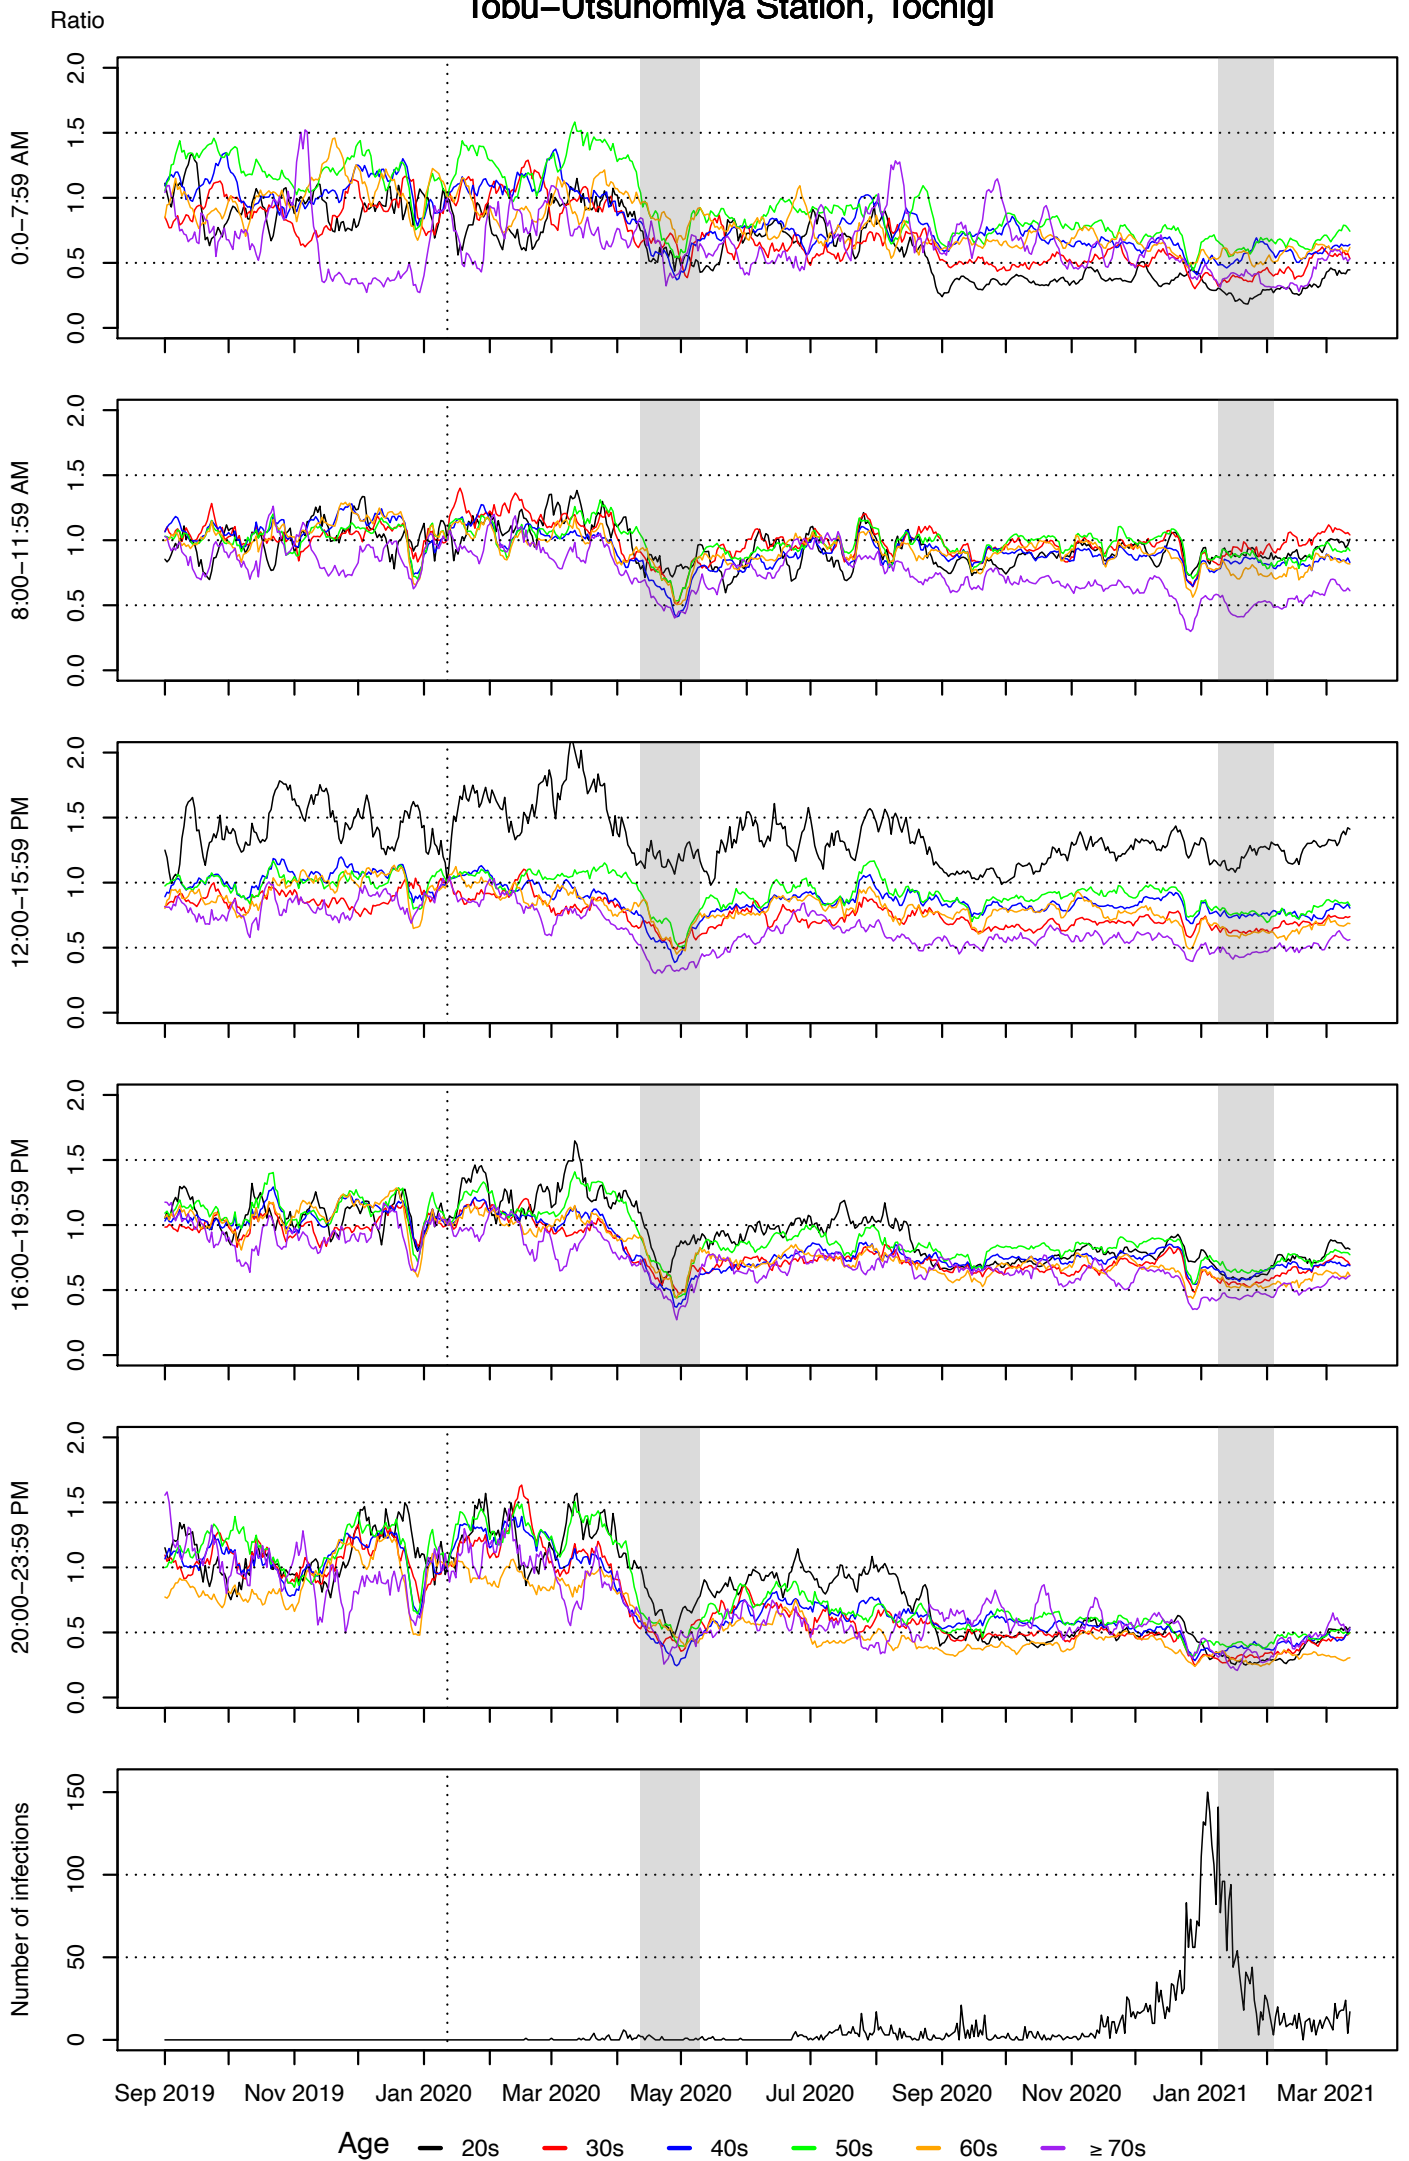 Tobu−Utsunomiya Station, Tochigi
Ratio
0:0−7:59 AM
0.0 0.5 1.0 1.5 2.0
8:00−11:59 AM
0.0 0.5 1.0 1.5 2.0
12:00−15:59 PM
0.0 0.5 1.0 1.5 2.0
16:00−19:59 PM
0.0 0.5 1.0 1.5 2.0
20:00−23:59 PM
0.0 0.5 1.0 1.5 2.0
Number of infections
0 50 100 150
Sep 2019 Nov 2019 Jan 2020 Mar 2020 May 2020 Jul 2020 Sep 2020 Nov 2020 Jan 2021 Mar 2021
Age 20s 30s 40s 50s 60s ≥ 70s